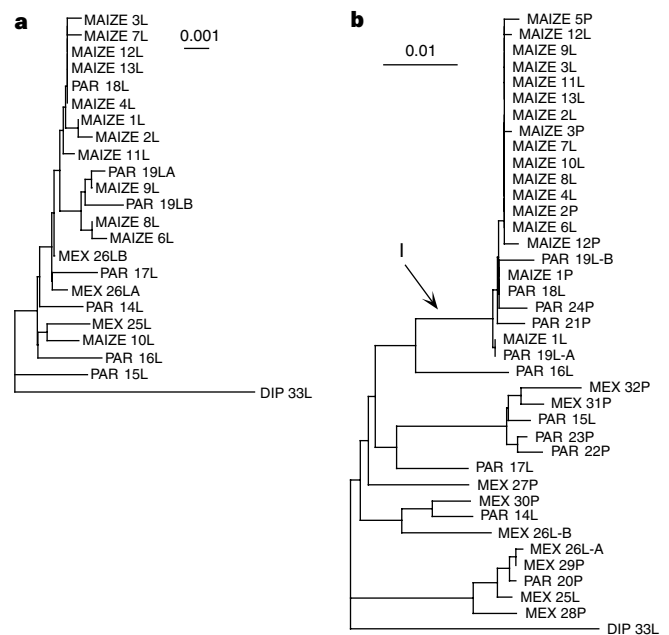 a
0.001
MAIZE 3L
MAIZE 7L
MAIZE 12L
MAIZE 13L
PAR 18L
MAIZE 4L
MAIZE 1L
MAIZE 2L
MAIZE 11L
PAR 19LA
MAIZE 9L
PAR 19LB
MAIZE 8L
MAIZE 6L
MEX 26LB
PAR 17L
MEX 26LA
PAR 14L
MEX 25L
MAIZE 10L
PAR 16L
PAR 15L
DIP 33L
b
0.01
MAIZE 5P
MAIZE 12L
MAIZE 9L
MAIZE 3L
MAIZE 11L
MAIZE 13L
MAIZE 2L
MAIZE 3P
MAIZE 7L
MAIZE 10L
MAIZE 8L
MAIZE 4L
MAIZE 2P
MAIZE 6L
MAIZE 12P
PAR 19L-B
MAIZE 1P
PAR 18L
PAR 24P
PAR 21P
MAIZE 1L
PAR 19L-A
PAR 16L
I
MEX 32P
MEX 31P
PAR 15L
PAR 23P
PAR 22P
PAR 17L
MEX 27P
MEX 30P
PAR 14L
MEX 26L-B
MEX 26L-A
MEX 29P
PAR 20P
MEX 25L
MEX 28P
DIP 33L